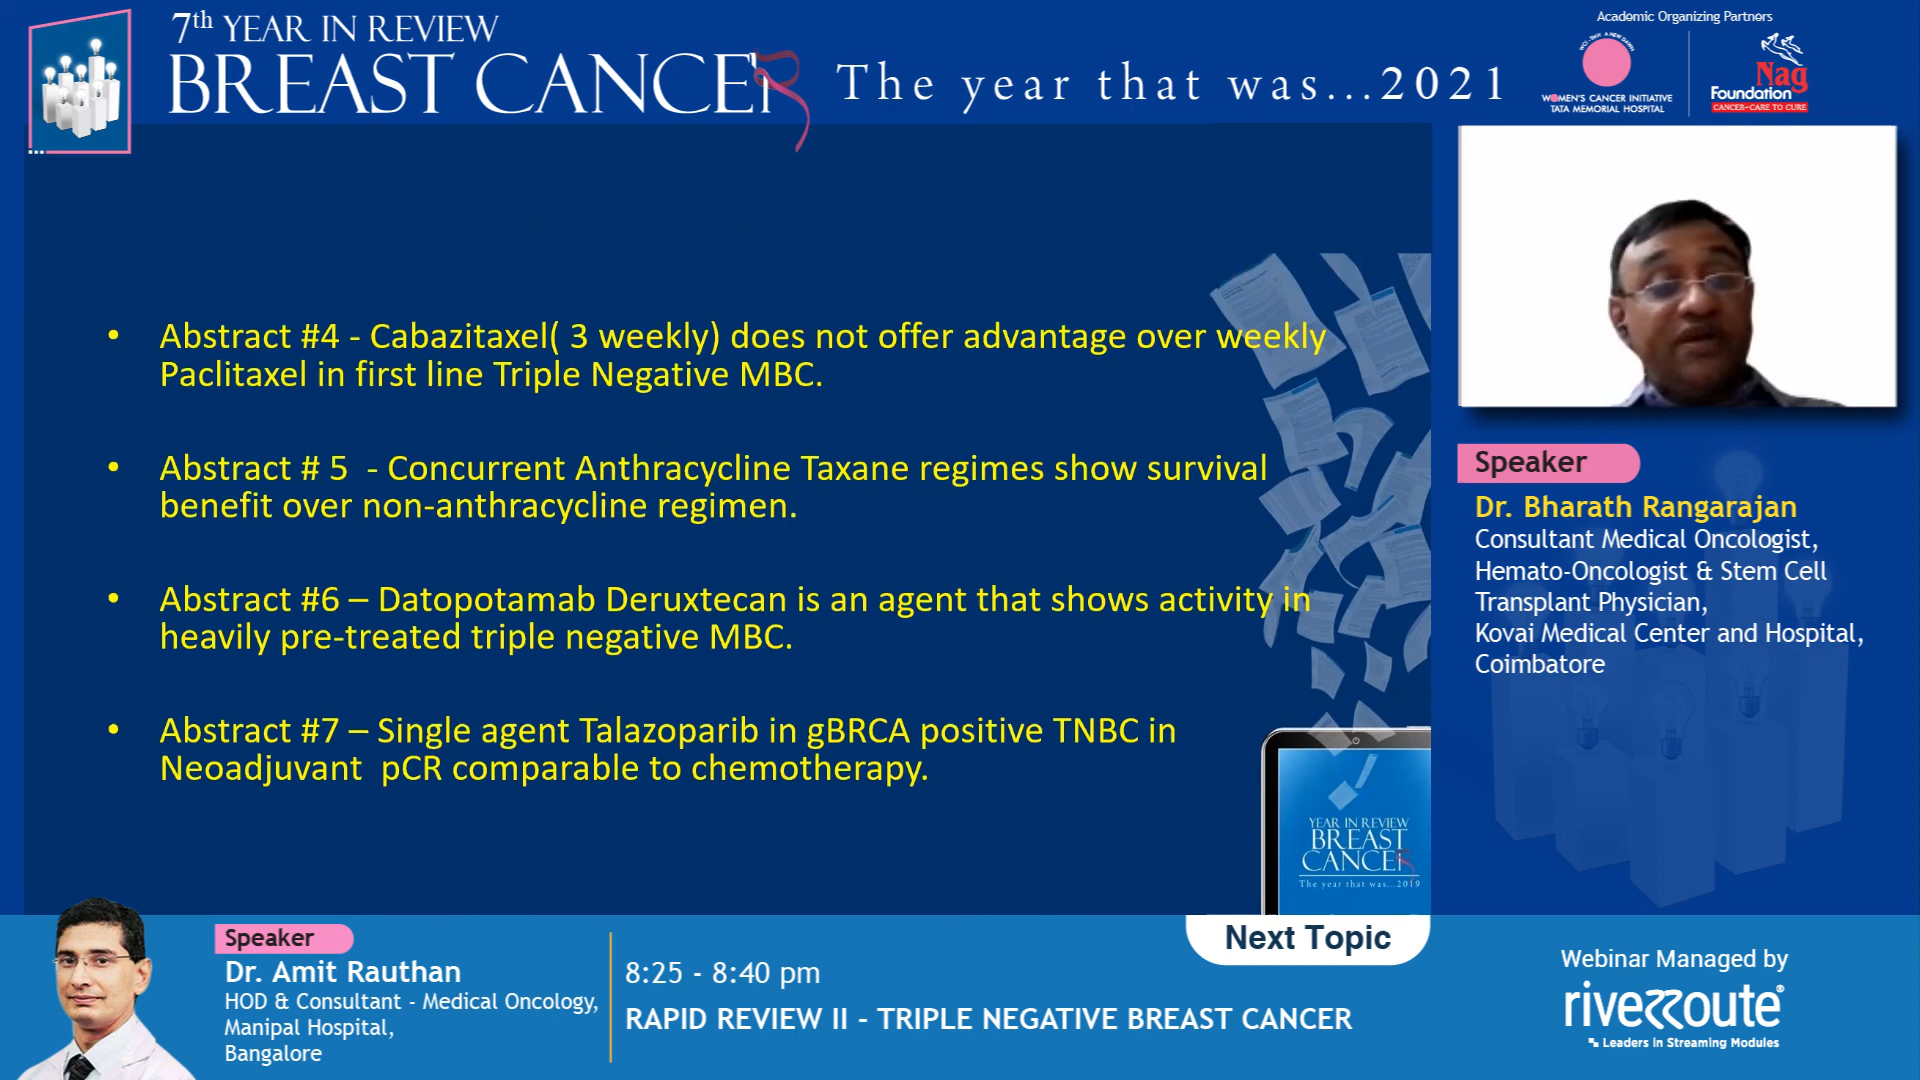 7th YEAR IN REVIEW
BREAST CANCER
The year that was...2021
Academic Organizing Partners
WOMEN'S CANCER INITIATIVE
TATA MEMORIAL HOSPITAL
Nag
Foundation
CANCER-CARE TO CURE
• Abstract #4 - Cabazitaxel( 3 weekly) does not offer advantage over weekly
Paclitaxel in first line Triple Negative MBC.
• Abstract # 5 - Concurrent Anthracycline Taxane regimes show survival
benefit over non-anthracycline regimen.
• Abstract #6 – Datopotamab Deruxtecan is an agent that shows activity in
heavily pre-treated triple negative MBC.
• Abstract #7 – Single agent Talazoparib in gBRCA positive TNBC in
Neoadjuvant pCR comparable to chemotherapy.
YEAR IN REVIEW
BREAST
CANCER
The year that was...2019
Speaker
Dr. Bharath Rangarajan
Consultant Medical Oncologist,
Hemato-Oncologist & Stem Cell
Transplant Physician,
Kovai Medical Center and Hospital,
Coimbatore
Speaker
Dr. Amit Rauthan
HOD & Consultant - Medical Oncology,
Manipal Hospital,
Bangalore
Next Topic
8:25 - 8:40 pm
RAPID REVIEW II - TRIPLE NEGATIVE BREAST CANCER
Webinar Managed by
riverroute®
Leaders in Streaming Modules